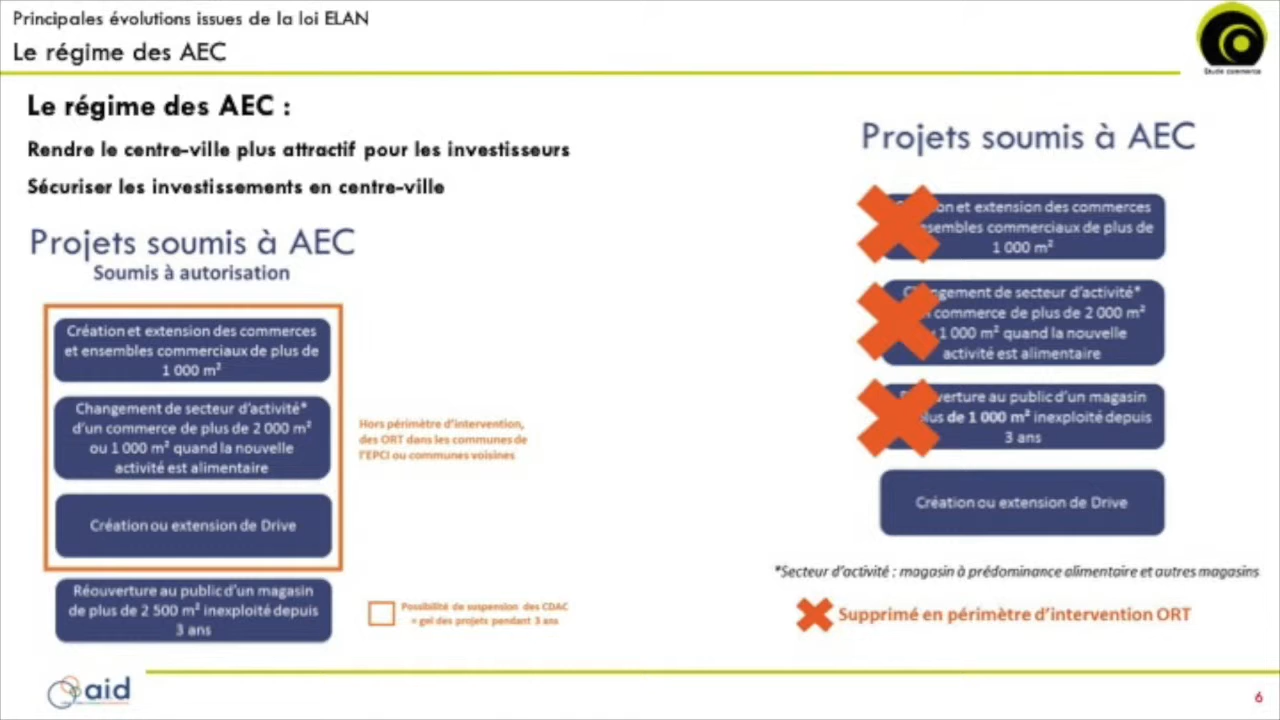 Principales évolutions issues de la loi ELAN
Le régime des AEC
Etude commerce
Le régime des AEC :
Rendre le centre-ville plus attractif pour les investisseurs
Sécuriser les investissements en centre-ville
Projets soumis à AEC
Soumis à autorisation
Création et extension des commerces
et ensembles commerciaux de plus de
1 000 m²
Changement de secteur d'activité*
d'un commerce de plus de 2 000 m²
ou 1 000 m² quand la nouvelle
activité est alimentaire
Création ou extension de Drive
Réouverture au public d'un magasin
de plus de 2 500 m² inexploité depuis
3 ans
Hors périmètre d'intervention,
des ORT dans les communes de
l'EPCI ou communes voisines
Possibilité de suspension des CDAC
= gel des projets pendant 3 ans
Projets soumis à AEC
on et extension des commerces
sembles commerciaux de plus de
1 000 m²
gement de secteur d'activité*
commerce de plus de 2 000 m²
1 000 m² quand la nouvelle
activité est alimentaire
verture au public d'un magasin
plus de 1 000 m² inexploité depuis
3 ans
Création ou extension de Drive
*Secteur d'activité : magasin à prédominance alimentaire et autres magasins
Supprimé en périmètre d'intervention ORT
aid
6